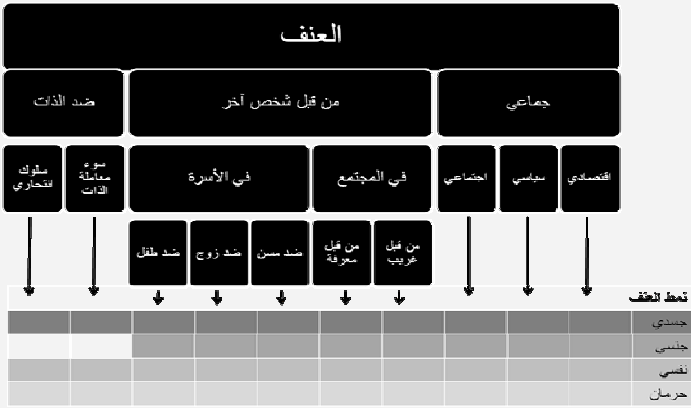 العنف
جماعي
من قبل شخص آخر
ضد الذات
اقتصادي
سياسي
اجتماعي
في المجتمع
في الأسرة
سوء
معاملة
الذات
سلوك
انتحاري
من قبل
غريب
من قبل
معرفة
ضد مسن
ضد زوج
ضد طفل
نمط العنف
جسدي
جنسي
نفسي
حرمان